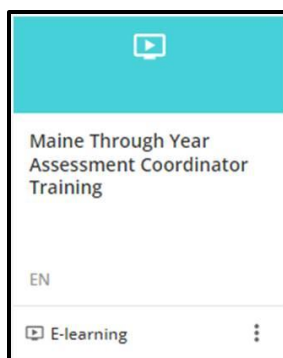 Maine Through Year
Assessment Coordinator
Training
EN
E-learning